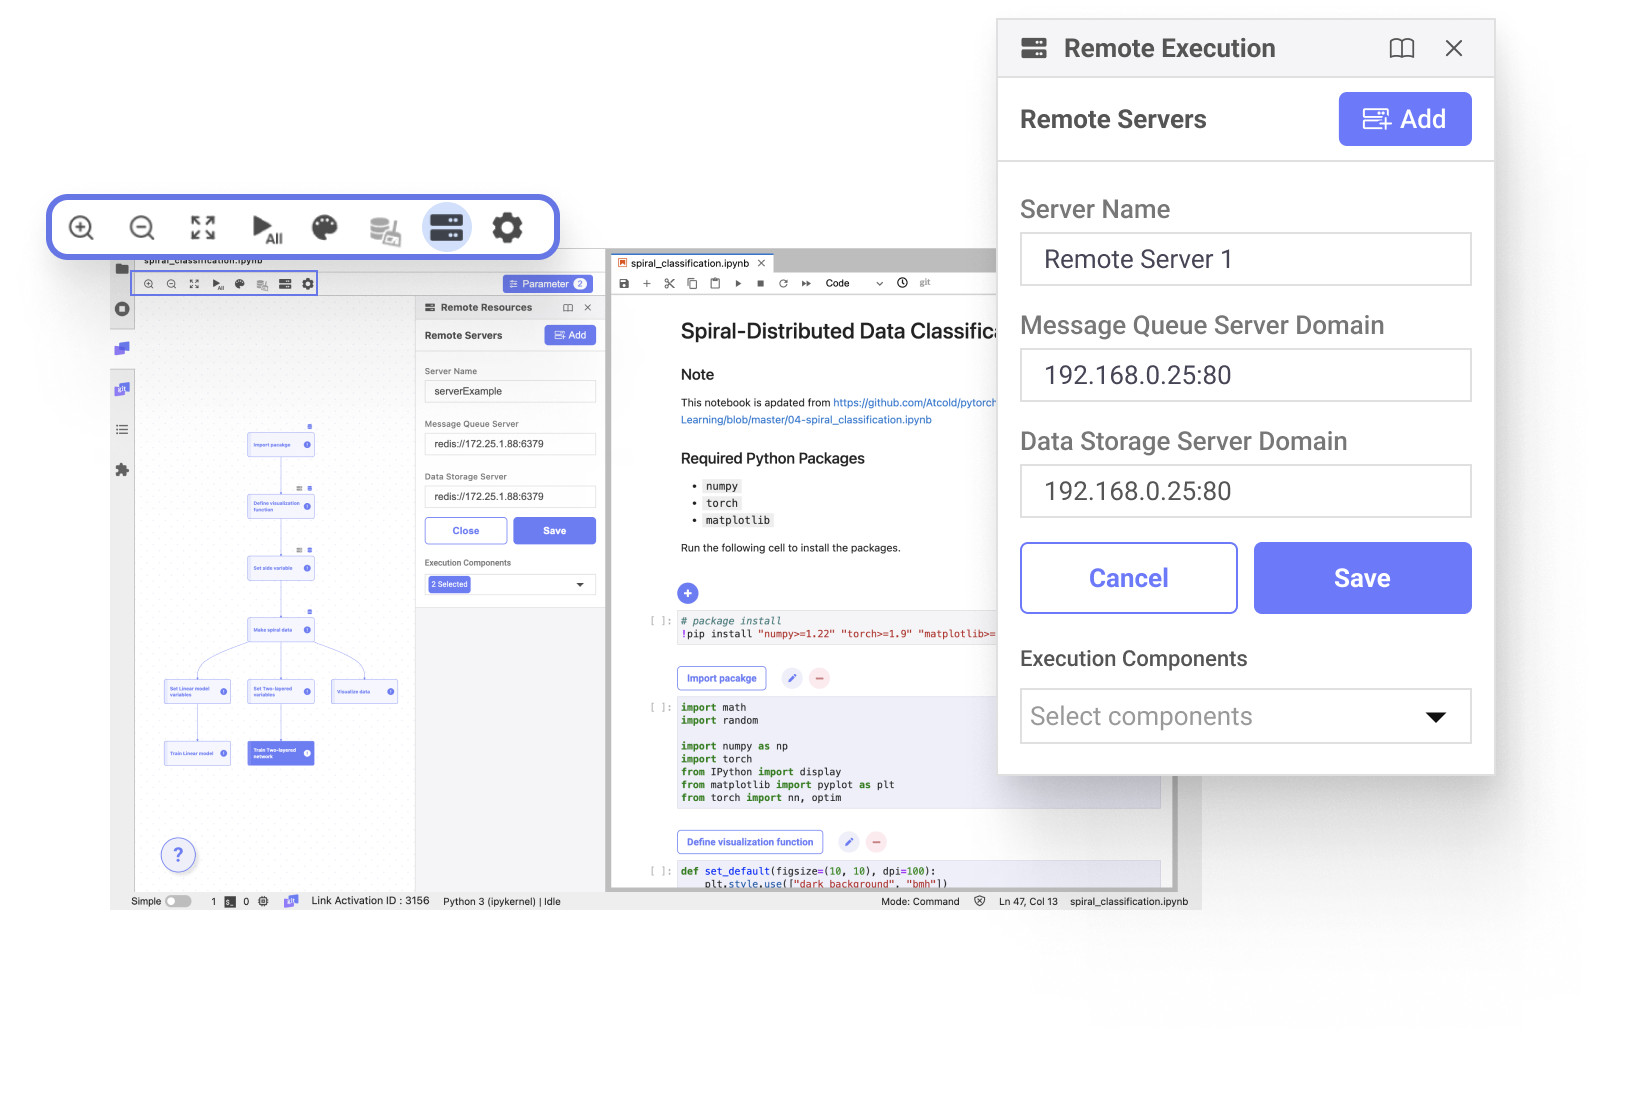 Remote Execution
Remote Servers
Add
Server Name
Remote Server 1
Message Queue Server Domain
192.168.0.25:80
Data Storage Server Domain
192.168.0.25:80
Cancel
Save
Execution Components
Select components
All
spiral_classification.ipynb
All
Parameter 2
Remote Resources
Remote Servers
Add
Server Name
serverExample
Message Queue Server
redis://172.25.1.88:6379
Data Storage Server
redis://172.25.1.88:6379
Close
Save
Execution Components
2 Selected
Import pacakge
Define visualization
function
Set side variable
Make spiral data
Set Linear model
variables
Set Two-layered
variables
Visualize data
Train Linear model
Train Two-layered
network
?
spiral_classification.ipynb
Code
git
Spiral-Distributed Data Classific
Note
This notebook is apdated from https://github.com/Atcold/pytorch
Learning/blob/master/04-spiral_classification.ipynb
Required Python Packages
• numpy
• torch
• matplotlib
Run the following cell to install the packages.
[ ]: # package install
!pip install "numpy>=1.22" "torch>=1.9" "matplotlib>=
Import pacakge
[ ]: import math
import random
import numpy as np
import torch
from IPython import display
from matplotlib import pyplot as plt
from torch import nn, optim
Define visualization function
[ ]: def set_default(figsize=(10, 10), dpi=100):
plt.style.use(["dark_background", "bmh"])
Simple
1
0
Link Activation ID : 3156
Python 3 (ipykernel) | Idle
Mode: Command
Ln 47, Col 13
spiral_classification.ipynb